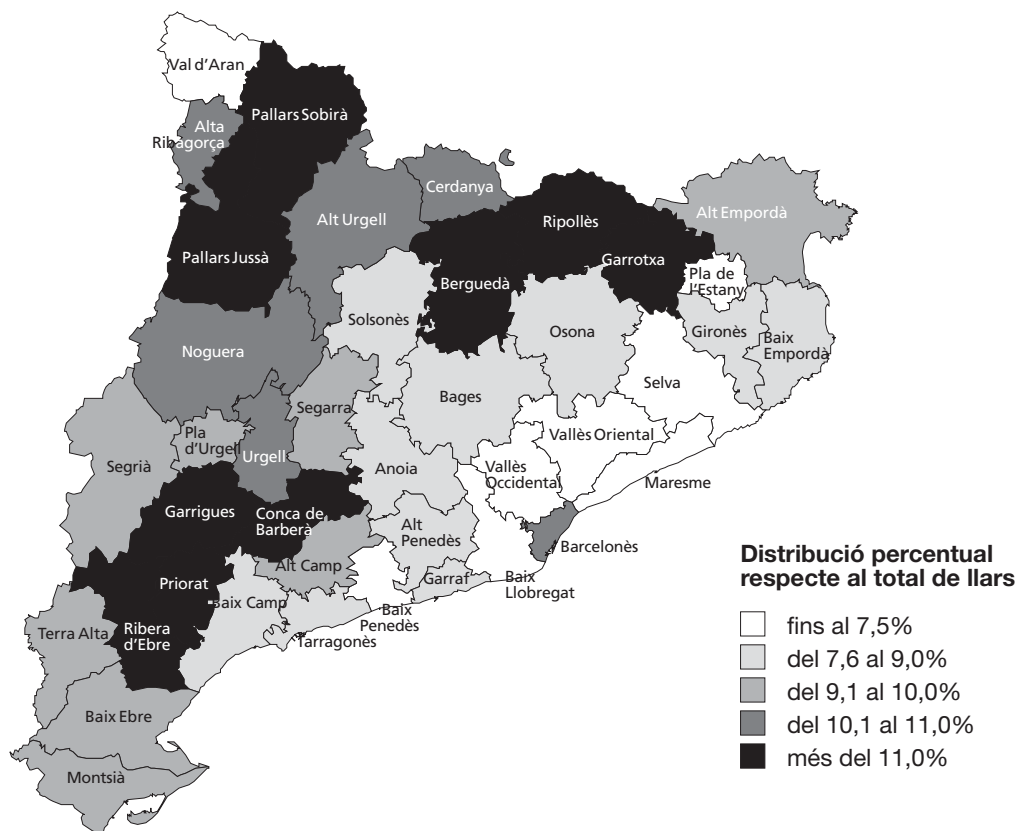 Val d'Aran
Pallars Sobirà
Alta
Ribagorça
Cerdanya
Alt Urgell
Ripollès
Alt Empordà
Pallars Jussà
Garrotxa
Berguedà
Pla de
l'Estany
Solsonès
Osona
Gironès
Baix
Empordà
Noguera
Selva
Bages
Segarra
Pla
d'Urgell
Vallès Oriental
Urgell
Segrià
Anoia
Vallès
Occidental
Maresme
Garrigues
Conca de
Barberà
Alt
Penedès
Barcelonès
Alt Camp
Priorat
Garraf
Baix
Llobregat
Baix Camp
Baix
Penedès
Terra Alta
Ribera
d'Ebre
Tarragonès
Baix Ebre
Montsià
Distribució percentual
respecte al total de llars
fins al 7,5%
del 7,6 al 9,0%
del 9,1 al 10,0%
del 10,1 al 11,0%
més del 11,0%